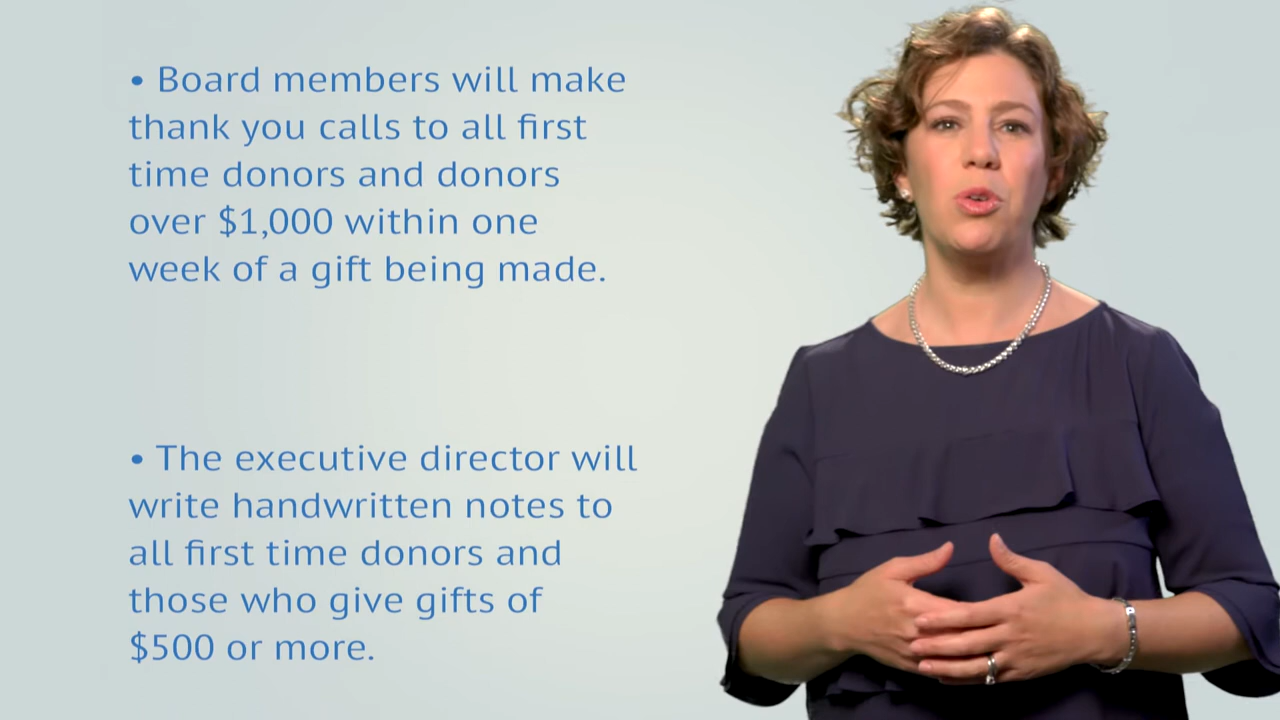 • Board members will make
thank you calls to all first
time donors and donors
over $1,000 within one
week of a gift being made.
• The executive director will
write handwritten notes to
all first time donors and
those who give gifts of
$500 or more.